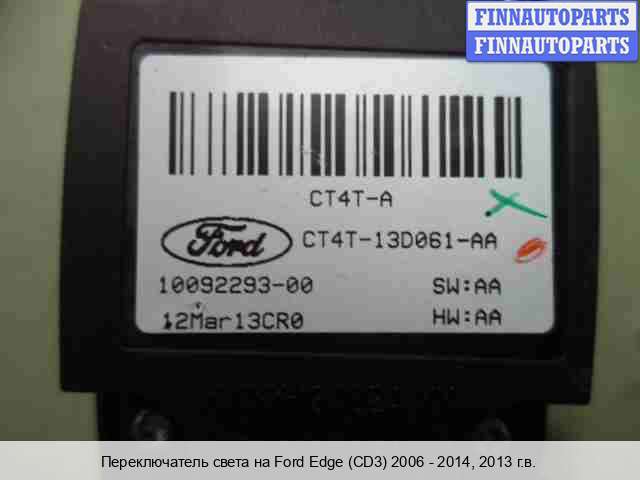 FINNAUTOPARTS
FINNAUTOPARTS
CT4T-A
Ford
CT4T-13D061-AA
10092293-00
SW:AA
12Mar13CR0
HW:AA
Переключатель света на Ford Edge (CD3) 2006 - 2014, 2013 г.в.